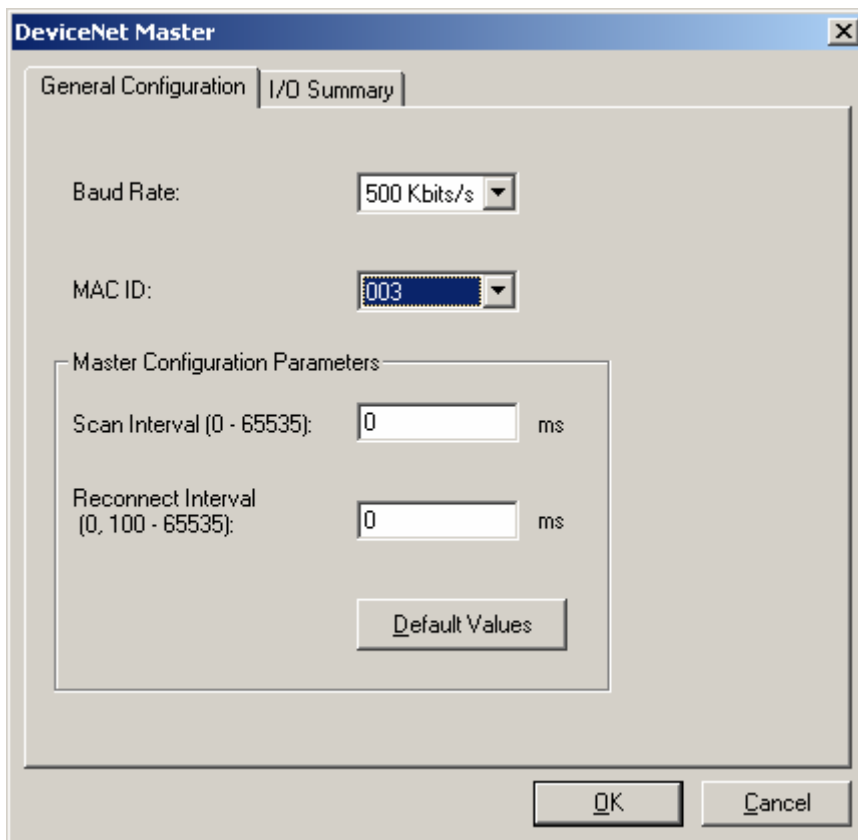 DeviceNet Master
General Configuration
I/O Summary
Baud Rate:
500 Kbits/s
MAC ID:
003
Master Configuration Parameters
Scan Interval (0 - 65535):
0
ms
Reconnect Interval
(0, 100 - 65535):
0
ms
Default Values
OK
Cancel